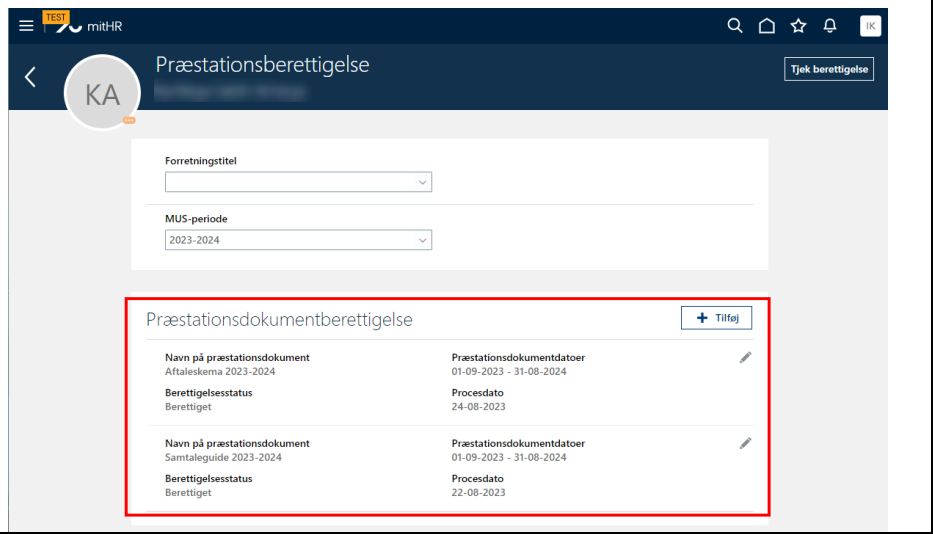 TEST
mitHR
IK
KA
Præstationsberettigelse
Tjek berettigelse
Forretningstitel
MUS-periode
2023-2024
Præstationsdokumentberettigelse
+ Tilføj
Navn på præstationsdokument Præstationsdokumentdatoer
Aftaleskema 2023-2024 01-09-2023 - 31-08-2024
Berettigelsesstatus Procesdato
Berettiget 24-08-2023
Navn på præstationsdokument Præstationsdokumentdatoer
Samtaleguide 2023-2024 01-09-2023 - 31-08-2024
Berettigelsesstatus Procesdato
Berettiget 22-08-2023